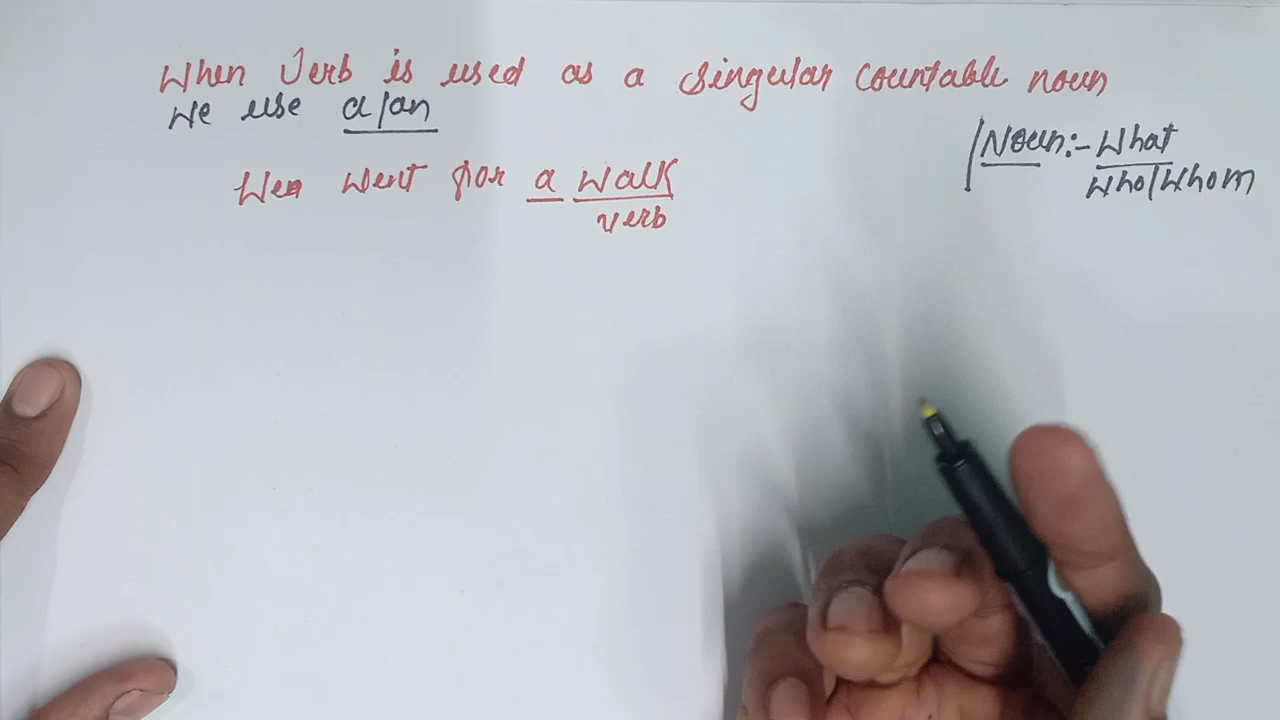 When Verb is used as a singular countable noun
We use a/an
We went for a walk
verb
Noun:- What
Who/Whom